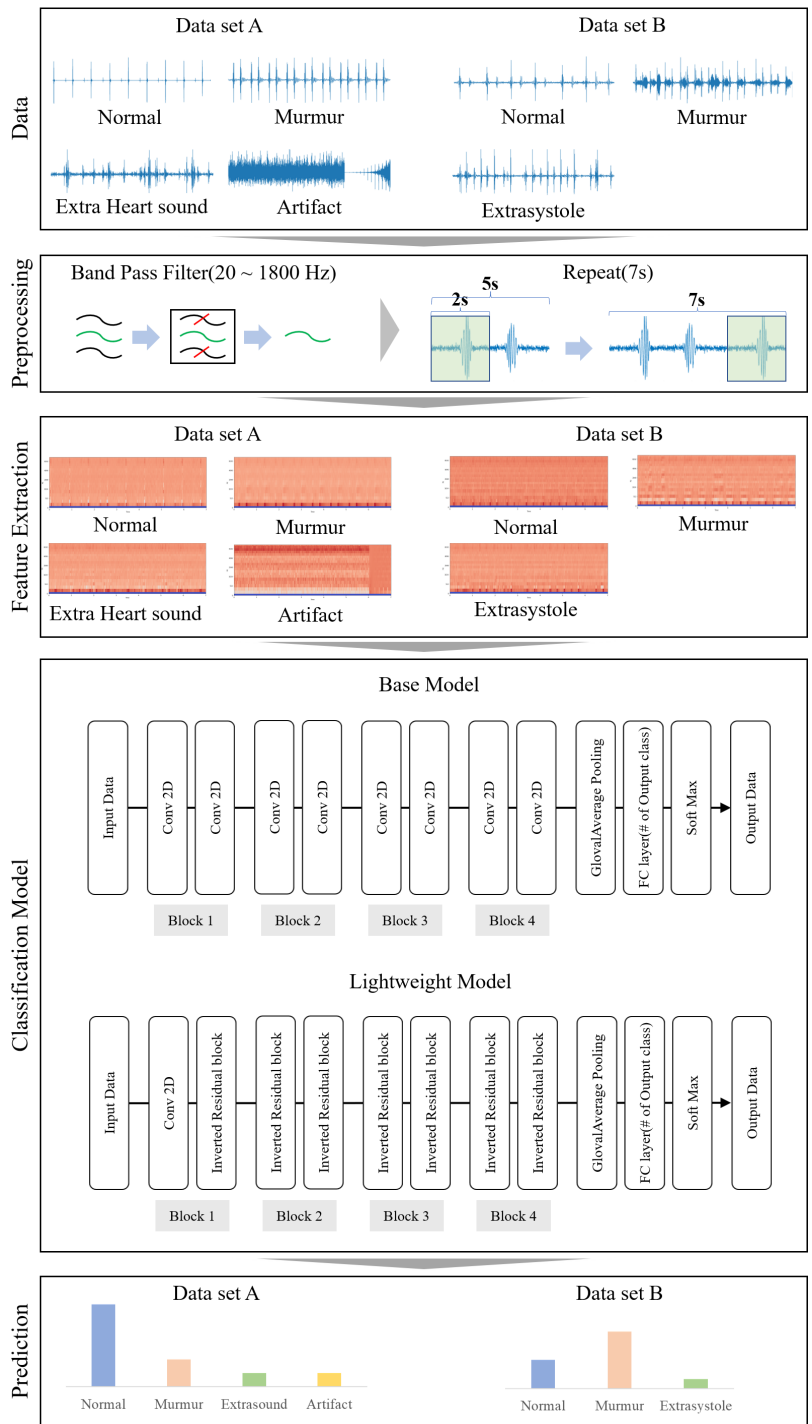 Data
Data set A
Data set B
Normal
Murmur
Normal
Murmur
Extra Heart sound
Artifact
Extrasystole
Preprocessing
Band Pass Filter(20 ~ 1800 Hz)
Repeat(7s)
5s
2s
7s
Feature Extraction
Data set A
Data set B
Normal
Murmur
Normal
Murmur
Extra Heart sound
Artifact
Extrasystole
Classification Model
Base Model
Input Data
Conv 2D
Conv 2D
Conv 2D
Conv 2D
Conv 2D
Conv 2D
Conv 2D
Conv 2D
GlovalAverage Pooling
FC layer(# of Output class)
Soft Max
Output Data
Block 1
Block 2
Block 3
Block 4
Lightweight Model
Input Data
Conv 2D
Inverted Residual block
Inverted Residual block
Inverted Residual block
Inverted Residual block
Inverted Residual block
Inverted Residual block
Inverted Residual block
GlovalAverage Pooling
FC layer(# of Output class)
Soft Max
Output Data
Block 1
Block 2
Block 3
Block 4
Prediction
Data set A
Data set B
Normal
Murmur
Extrasound
Artifact
Normal
Murmur
Extrasystole